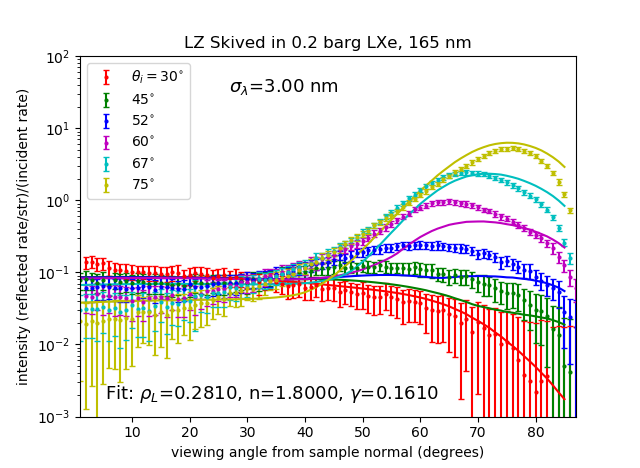 LZ Skived in 0.2 barg LXe, 165 nm
10²
10¹
10⁰
10⁻¹
10⁻²
10⁻³
intensity (reflected rate/str)/(incident rate)
θᵢ = 30°
45°
52°
60°
67°
75°
σ_λ=3.00 nm
Fit: ρ_L=0.2810, n=1.8000, γ=0.1610
10 20 30 40 50 60 70 80
viewing angle from sample normal (degrees)